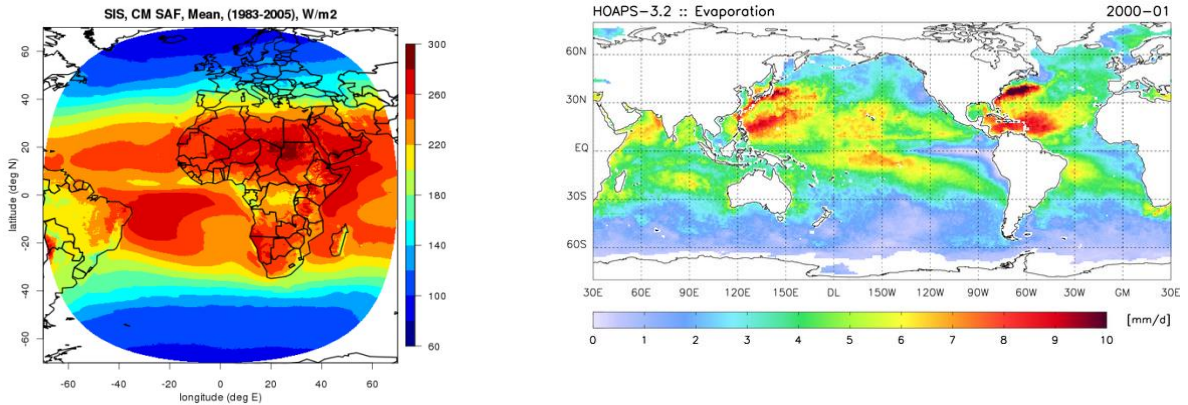 SIS, CM SAF, Mean, (1983-2005), W/m2
60
40
20
0
-20
-40
-60
latitude (deg N)
-60 -40 -20 0 20 40 60
longitude (deg E)
300
260
220
180
140
100
60
HOAPS-3.2 :: Evaporation 2000-01
60N
30N
EQ
30S
60S
30E 60E 90E 120E 150E DL 150W 120W 90W 60W 30W GM 30E
0 1 2 3 4 5 6 7 8 9 10 [mm/d]